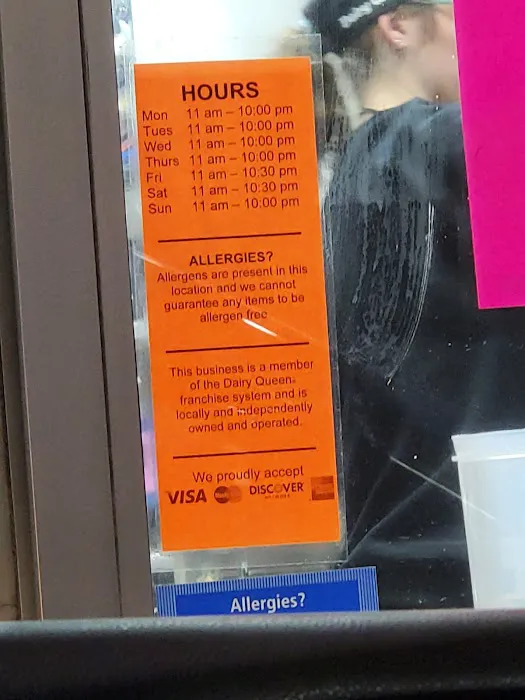 HOURS
Mon 11 am – 10:00 pm
Tues 11 am – 10:00 pm
Wed 11 am – 10:00 pm
Thurs 11 am – 10:00 pm
Fri 11 am – 10:30 pm
Sat 11 am – 10:30 pm
Sun 11 am – 10:00 pm
ALLERGIES?
Allergens are present in this
location and we cannot
guarantee any items to be
allergen free
This business is a member
of the Dairy Queen®
franchise system and is
locally and independently
owned and operated.
We proudly accept
VISA DISCOVER
NETWORK
Allergies?